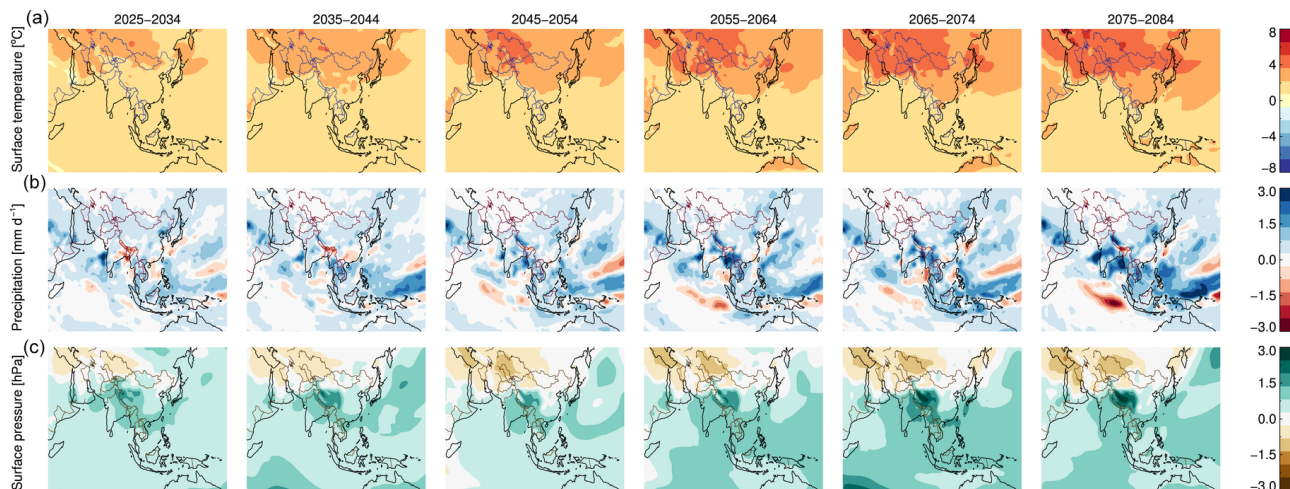 (a) 2025−2034 2035−2044 2045−2054 2055−2064 2065−2074 2075−2084
Surface temperature [°C]
8
4
0
−4
−8
(b)
Precipitation [mm d⁻¹]
3.0
1.5
0.0
−1.5
−3.0
(c)
Surface pressure [hPa]
3.0
1.5
0.0
−1.5
−3.0